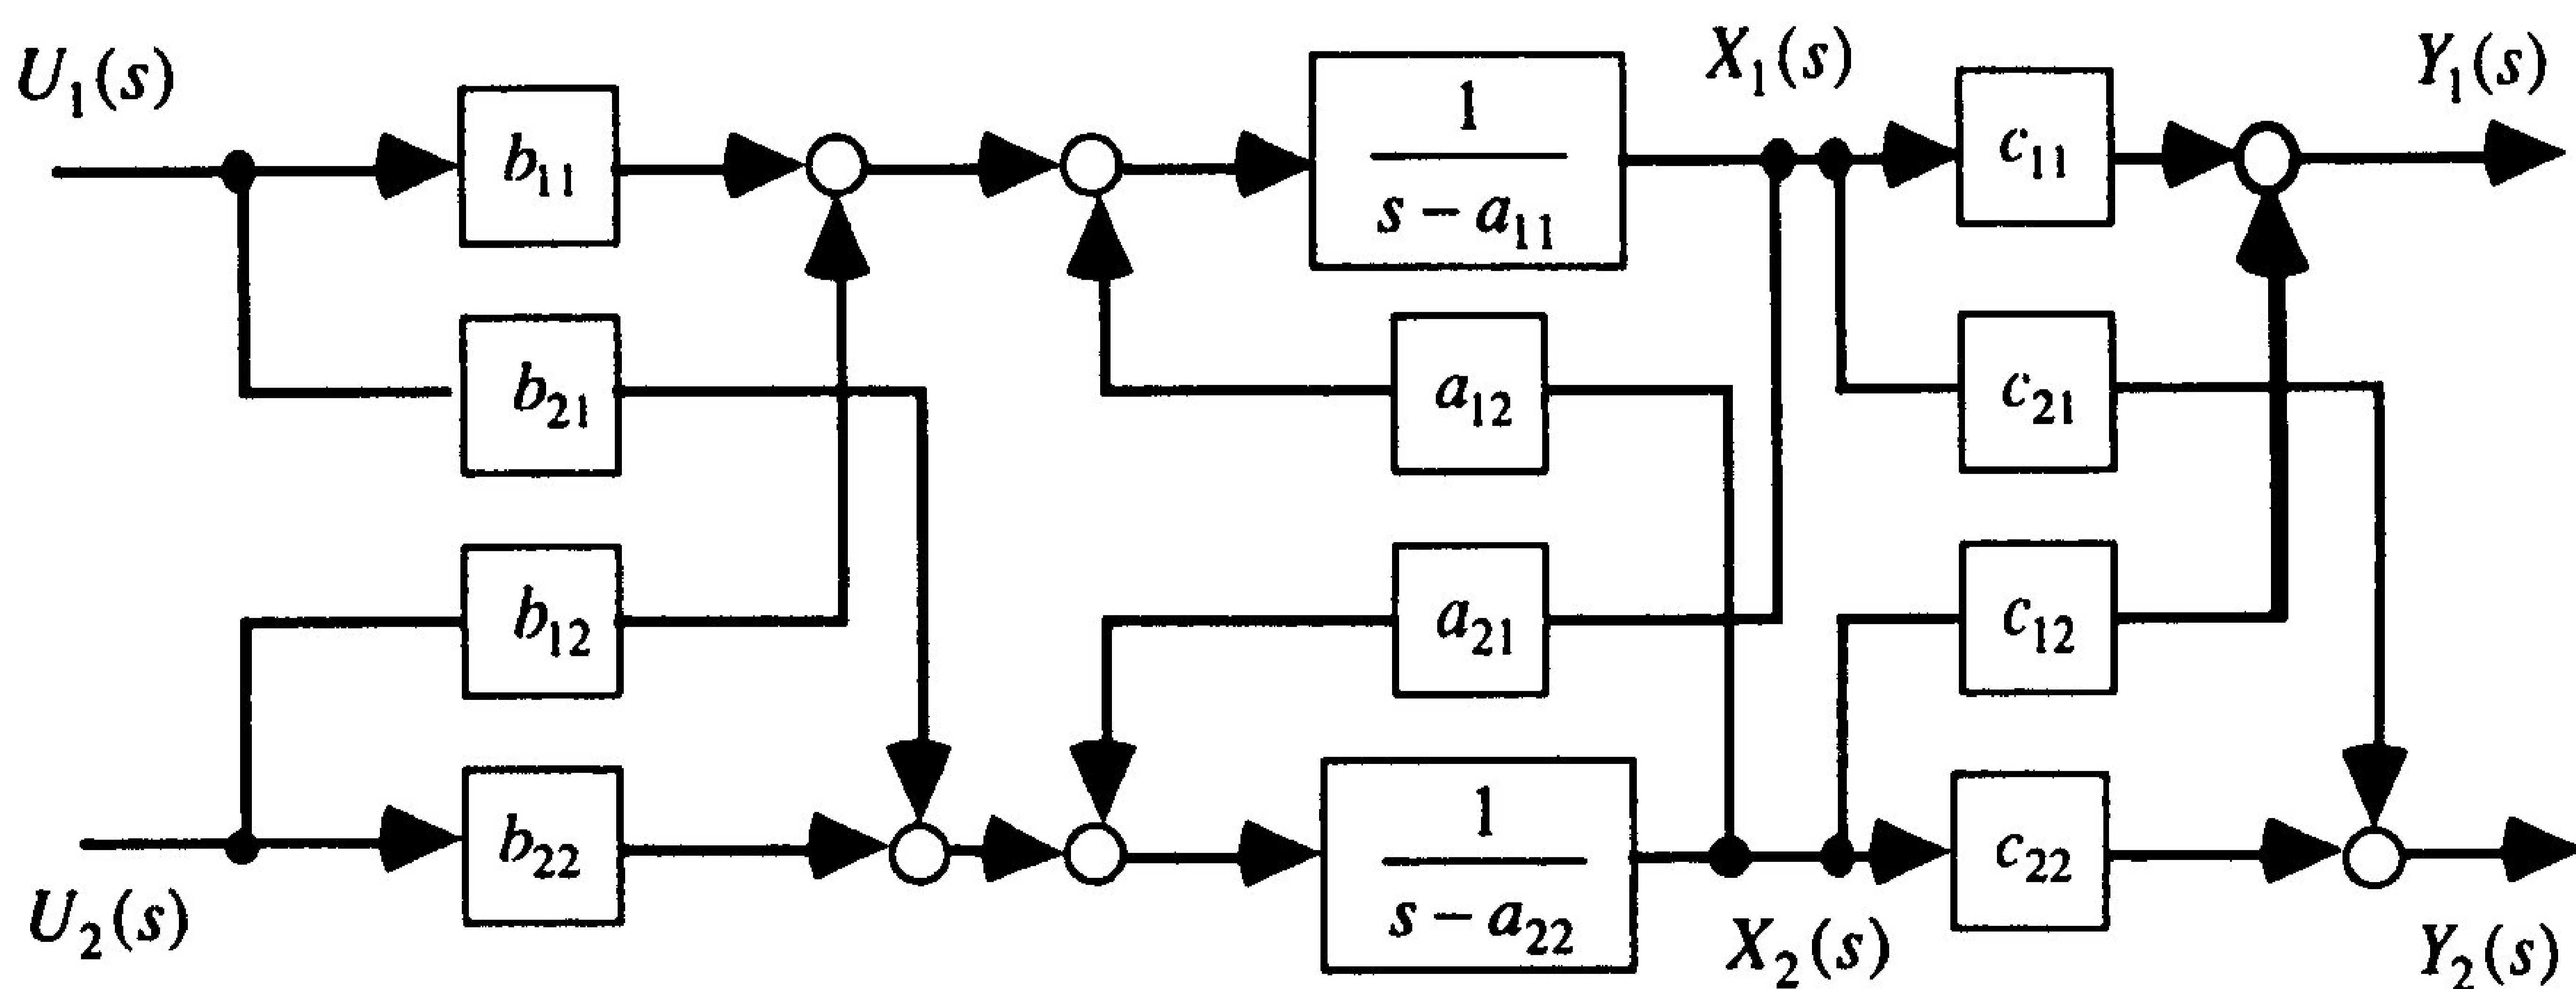 U₁(s)
X₁(s)
Y₁(s)
b₁₁
1
s − a₁₁
c₁₁
b₂₁
a₁₂
c₂₁
b₁₂
a₂₁
c₁₂
b₂₂
1
s − a₂₂
c₂₂
U₂(s)
X₂(s)
Y₂(s)